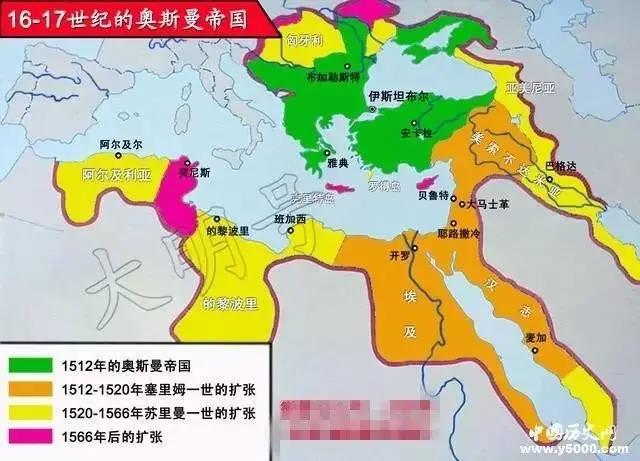 16-17世纪的奥斯曼帝国
匈牙利
布加勒斯特
伊斯坦布尔
亚美尼亚
安卡拉
美索不达米亚
阿尔及尔
雅典
巴格达
阿尔及利亚
突尼斯
克里特岛
罗得岛
贝鲁特
大马士革
的黎波里
班加西
耶路撒冷
开罗
的黎波里
埃及
汉志
麦加
大明号
1512年的奥斯曼帝国
1512-1520年塞里姆一世的扩张
1520-1566年苏里曼一世的扩张
1566年后的扩张
中国历史网
www.y5000.com